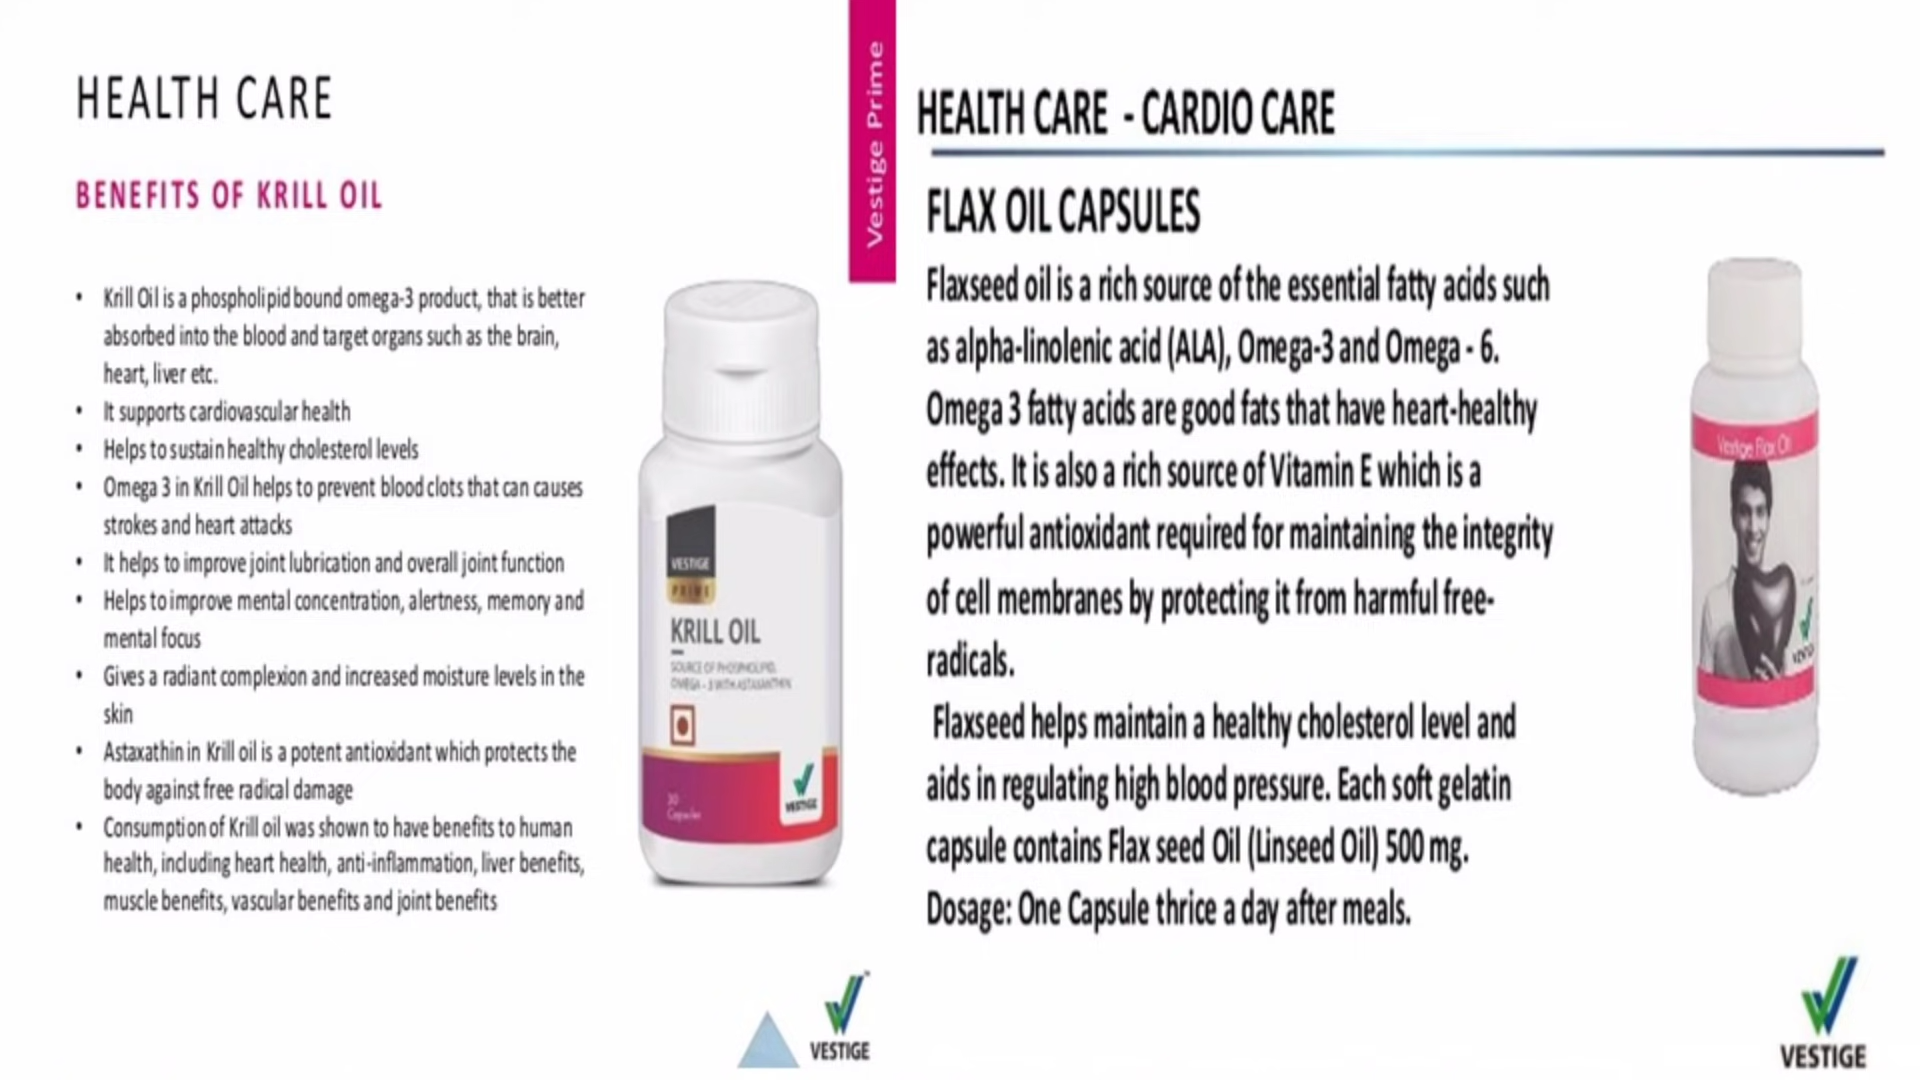 HEALTH CARE
BENEFITS OF KRILL OIL
• Krill Oil is a phospholipid bound omega-3 product, that is better
absorbed into the blood and target organs such as the brain,
heart, liver etc.
• It supports cardiovascular health
• Helps to sustain healthy cholesterol levels
• Omega 3 in Krill Oil helps to prevent blood clots that can causes
strokes and heart attacks
• It helps to improve joint lubrication and overall joint function
• Helps to improve mental concentration, alertness, memory and
mental focus
• Gives a radiant complexion and increased moisture levels in the
skin
• Astaxathin in Krill oil is a potent antioxidant which protects the
body against free radical damage
• Consumption of Krill oil was shown to have benefits to human
health, including heart health, anti-inflammation, liver benefits,
muscle benefits, vascular benefits and joint benefits
VESTIGE
PRIME
KRILL OIL
SOURCE OF PHOSPHOLIPID,
OMEGA - 3 WITH ASTAXANTHIN
30
Capsules
VESTIGE
VESTIGE
Vestige Prime
HEALTH CARE - CARDIO CARE
FLAX OIL CAPSULES
Flaxseed oil is a rich source of the essential fatty acids such
as alpha-linolenic acid (ALA), Omega-3 and Omega - 6.
Omega 3 fatty acids are good fats that have heart-healthy
effects. It is also a rich source of Vitamin E which is a
powerful antioxidant required for maintaining the integrity
of cell membranes by protecting it from harmful free-
radicals.
Flaxseed helps maintain a healthy cholesterol level and
aids in regulating high blood pressure. Each soft gelatin
capsule contains Flax seed Oil (Linseed Oil) 500 mg.
Dosage: One Capsule thrice a day after meals.
Vestige Flax Oil
VESTIGE
VESTIGE